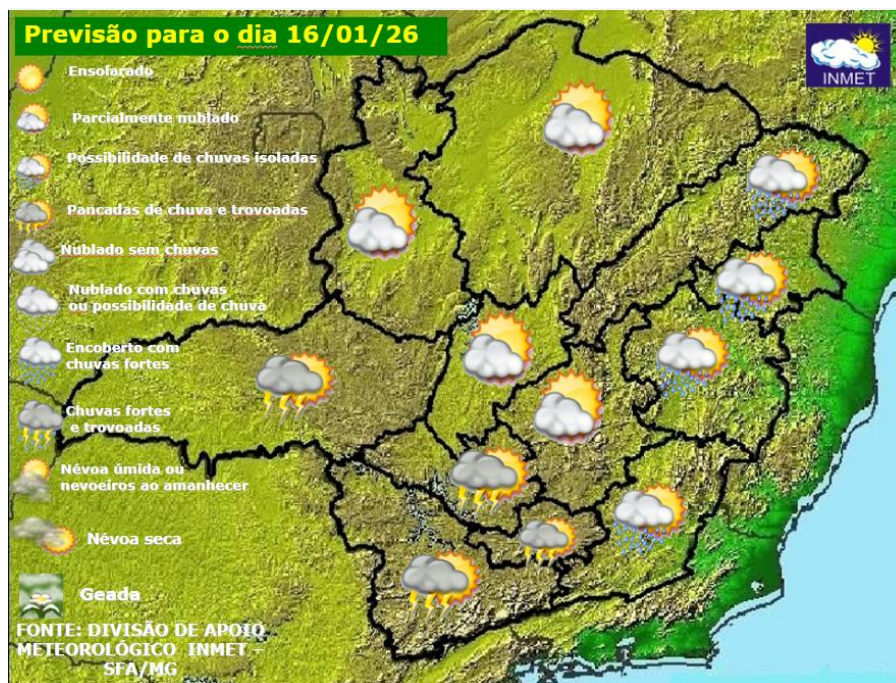 Previsão para o dia 16/01/26
INMET
Ensofarado
Parcialmente nublado
Possibilidade de chuvas isoladas
Pancadas de chuva e trovoadas
Nublado sem chuvas
Nublado com chuvas
ou possibilidade de chuva
Encoberto com
chuvas fortes
Chuvas fortes
e trovoadas
Névoa úmida ou
nevoeiros ao amanhecer
Névoa seca
Geada
FONTE: DIVISÃO DE APOIO
METEOROLÓGICO INMET –
SFA/MG